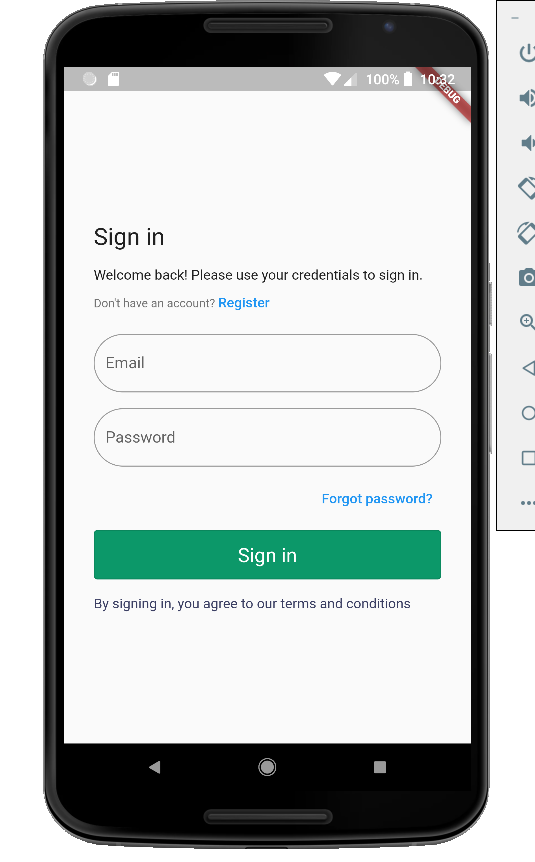 100% 10:32
DEBUG
Sign in
Welcome back! Please use your credentials to sign in.
Don't have an account? Register
Email
Password
Forgot password?
Sign in
By signing in, you agree to our terms and conditions